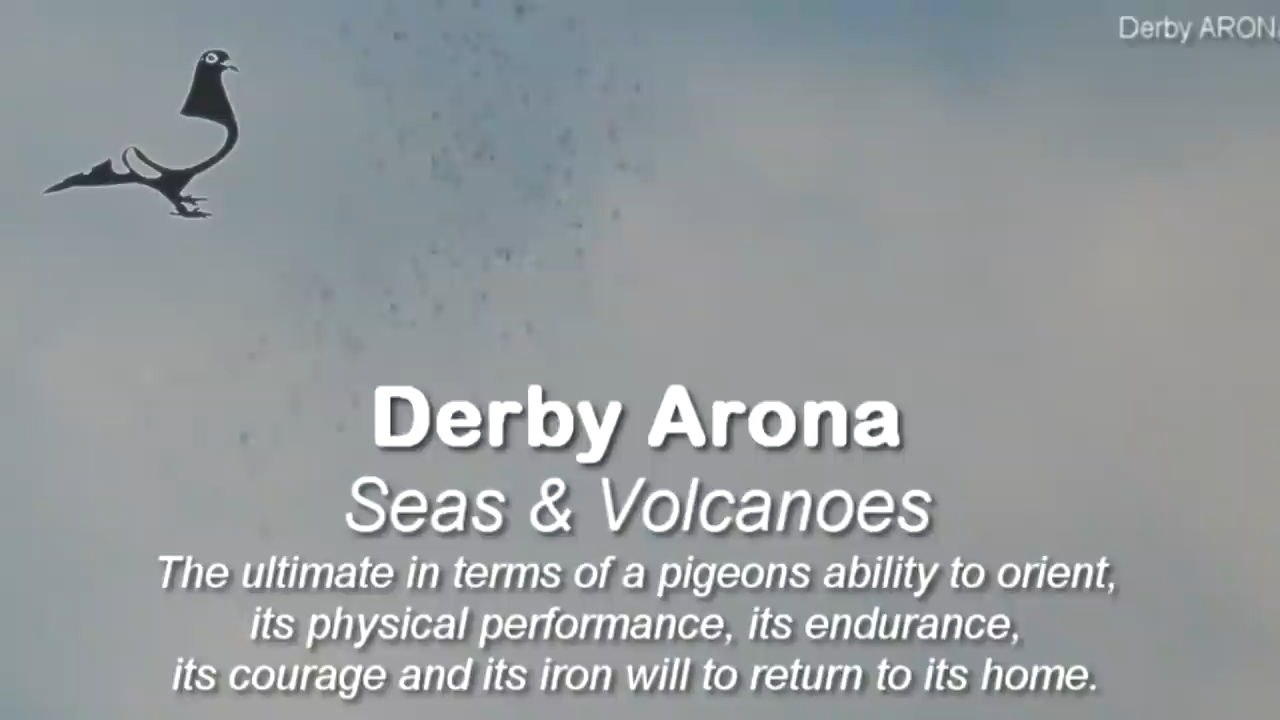 Derby ARON
Derby Arona
Seas & Volcanoes
The ultimate in terms of a pigeons ability to orient,
its physical performance, its endurance,
its courage and its iron will to return to its home.